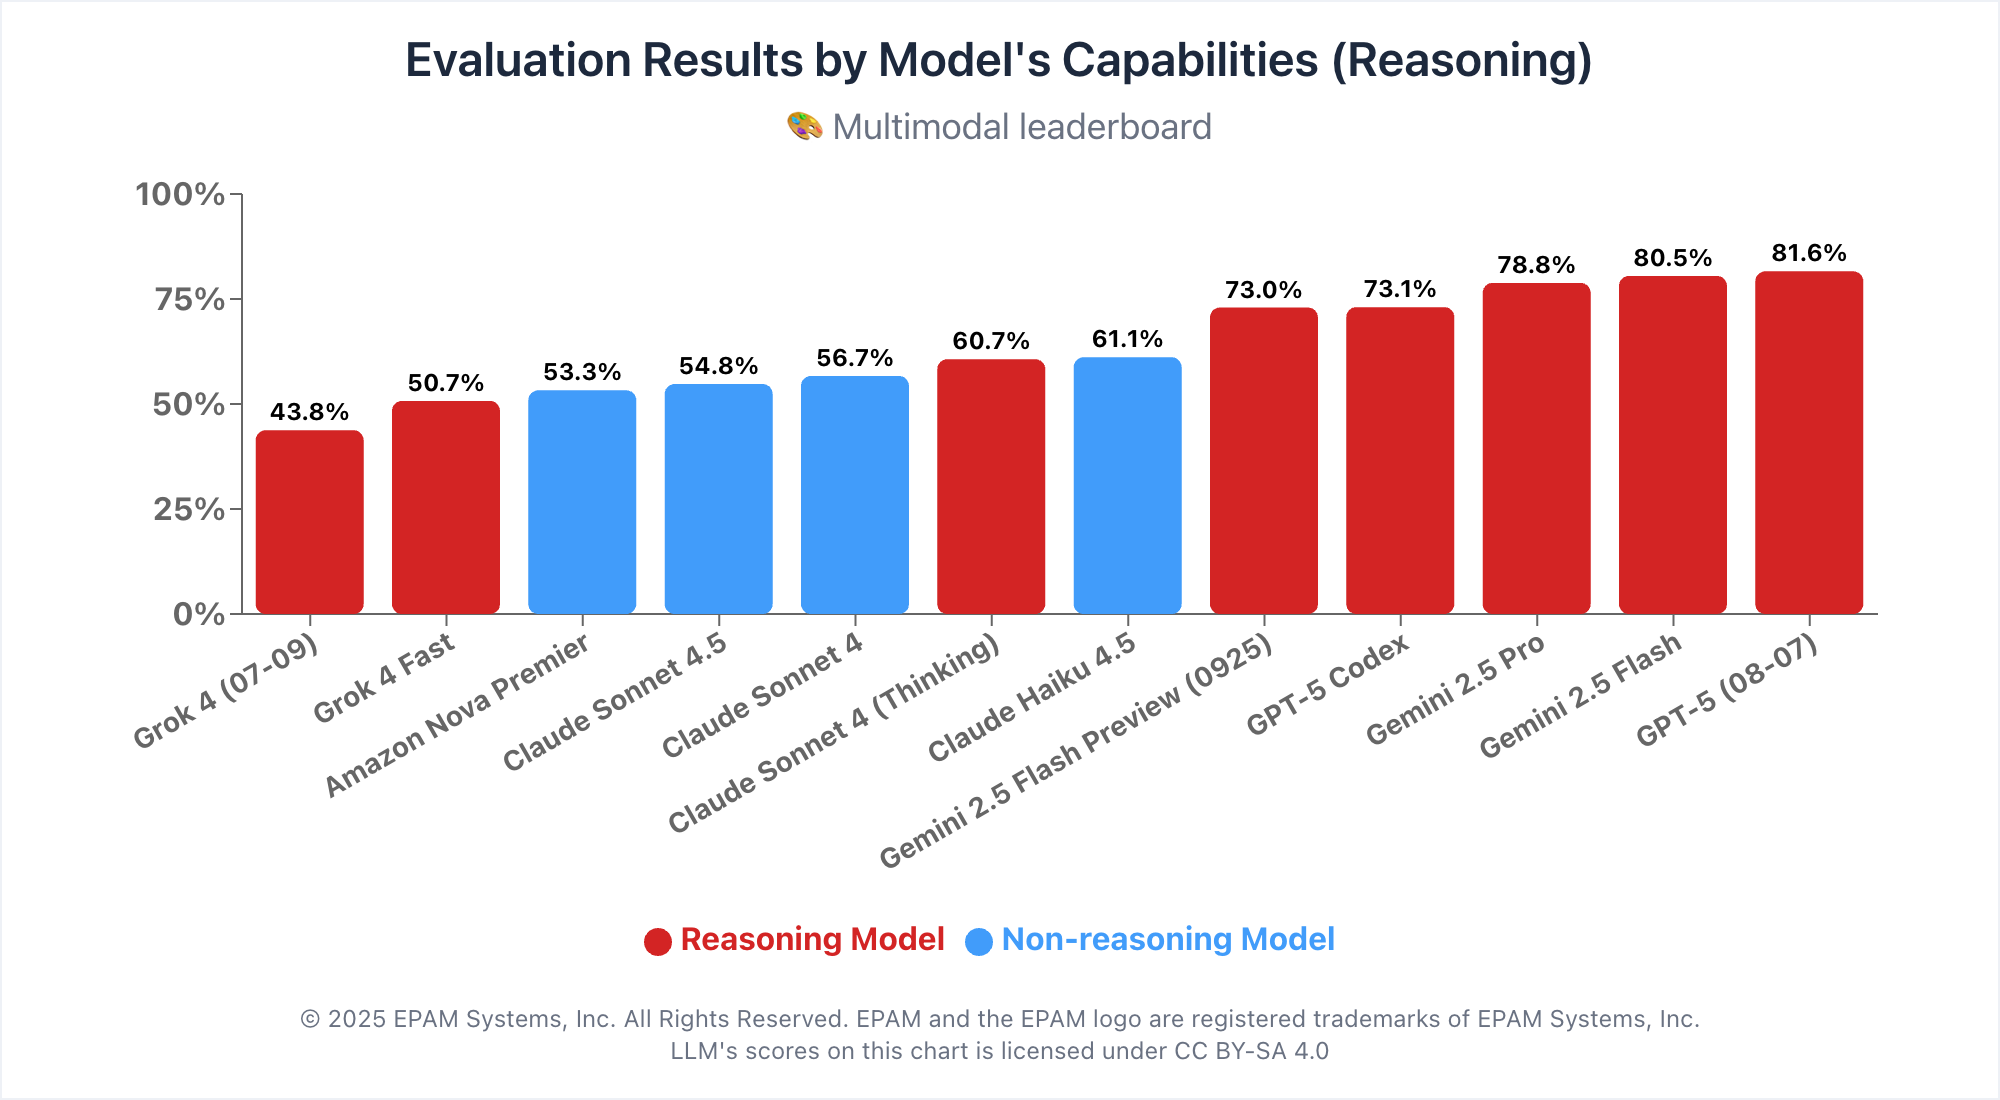 Evaluation Results by Model's Capabilities (Reasoning)
🎨 Multimodal leaderboard
100%
75%
50%
25%
0%
43.8%
50.7%
53.3%
54.8%
56.7%
60.7%
61.1%
73.0%
73.1%
78.8%
80.5%
81.6%
Grok 4 (07-09)
Grok 4 Fast
Amazon Nova Premier
Claude Sonnet 4.5
Claude Sonnet 4
Claude Sonnet 4 (Thinking)
Claude Haiku 4.5
Gemini 2.5 Flash Preview (0925)
GPT-5 Codex
Gemini 2.5 Pro
Gemini 2.5 Flash
GPT-5 (08-07)
Reasoning Model
Non-reasoning Model
© 2025 EPAM Systems, Inc. All Rights Reserved. EPAM and the EPAM logo are registered trademarks of EPAM Systems, Inc.
LLM's scores on this chart is licensed under CC BY-SA 4.0